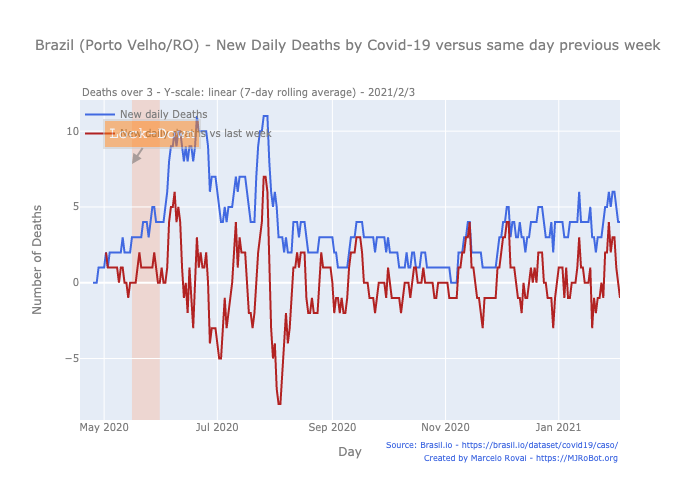 Brazil (Porto Velho/RO) - New Daily Deaths by Covid-19 versus same day previous week
Deaths over 3 - Y-scale: linear (7-day rolling average) - 2021/2/3
New daily Deaths
New daily Deaths vs last week
10
5
0
−5
Number of Deaths
May 2020
Jul 2020
Sep 2020
Nov 2020
Jan 2021
Day
Source: Brasil.io - https://brasil.io/dataset/covid19/caso/
Created by Marcelo Rovai - https://MJRoBot.org